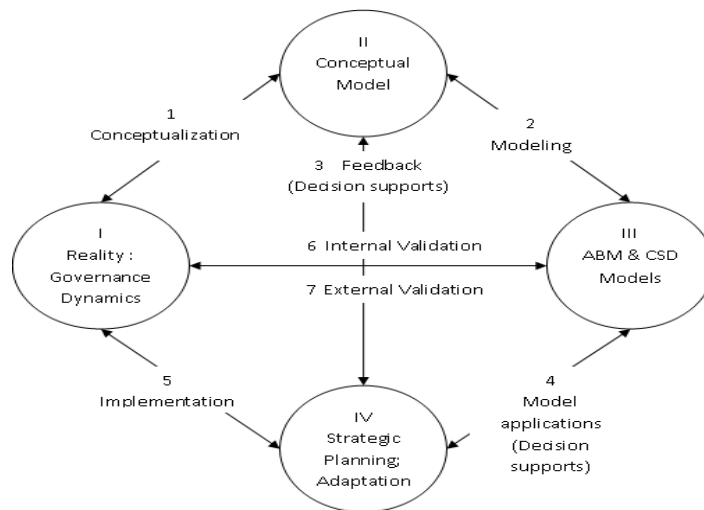 II
Conceptual
Model
1
Conceptualization
2
Modeling
3 Feedback
(Decision supports)
I
Reality :
Governance
Dynamics
6 Internal Validation
7 External Validation
III
ABM & CSD
Models
5
Implementation
4
Model
applications
(Decision
supports)
IV
Strategic
Planning;
Adaptation